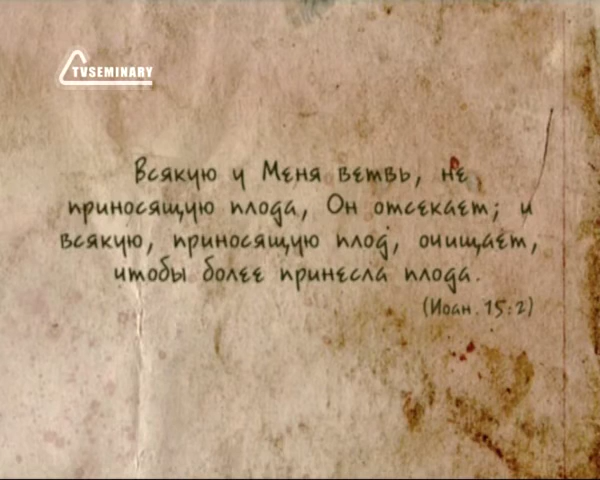 TVSEMINARY
Всякую у Меня ветвь, не
приносящую плода, Он отсекает; и
всякую, приносящую плод, очищает,
чтобы более принесла плода.
(Иоан. 15:2)